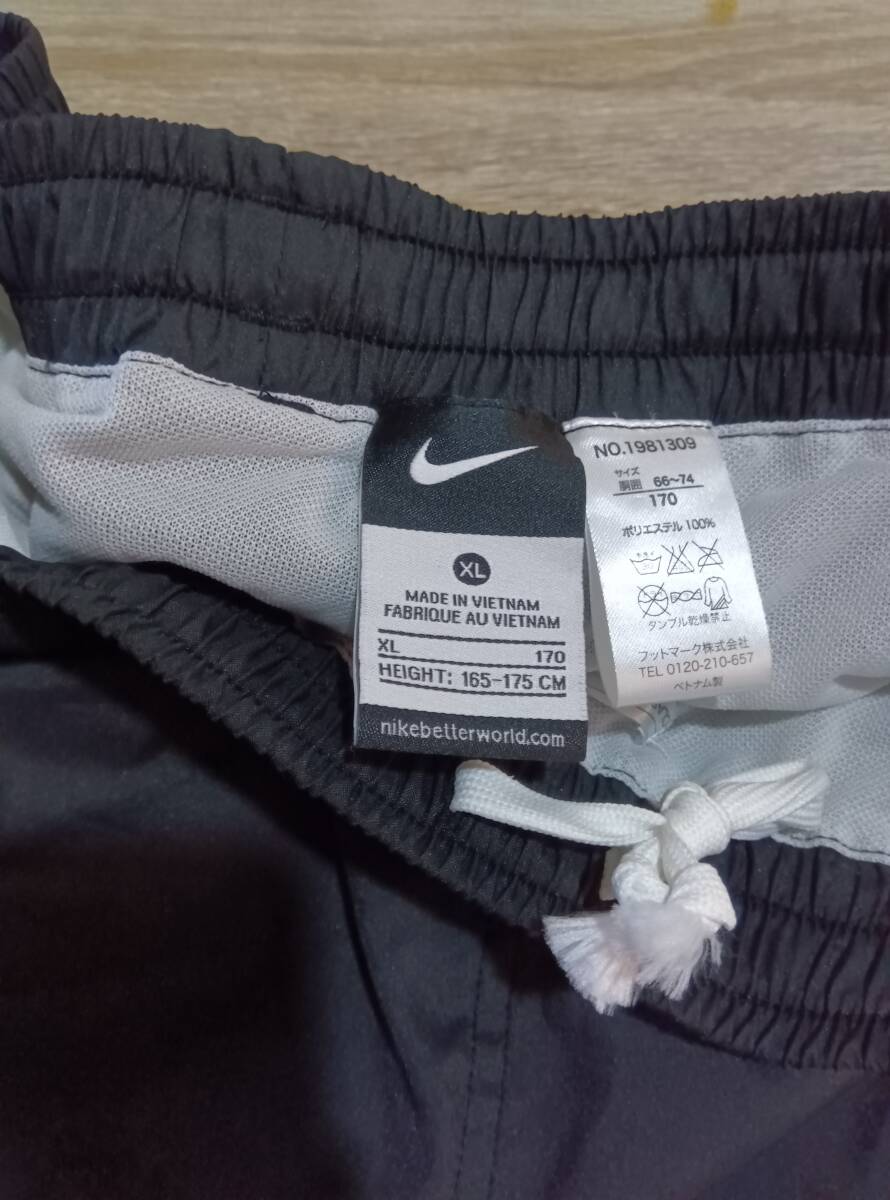 XL
MADE IN VIETNAM
FABRIQUE AU VIETNAM
XL 170
HEIGHT: 165-175 CM
nikebetterworld.com
NO.1981309
サイズ
胴囲 66~74
170
ポリエステル 100%
タンブル乾燥禁止
フットマーク株式会社
TEL 0120-210-657
ベトナム製